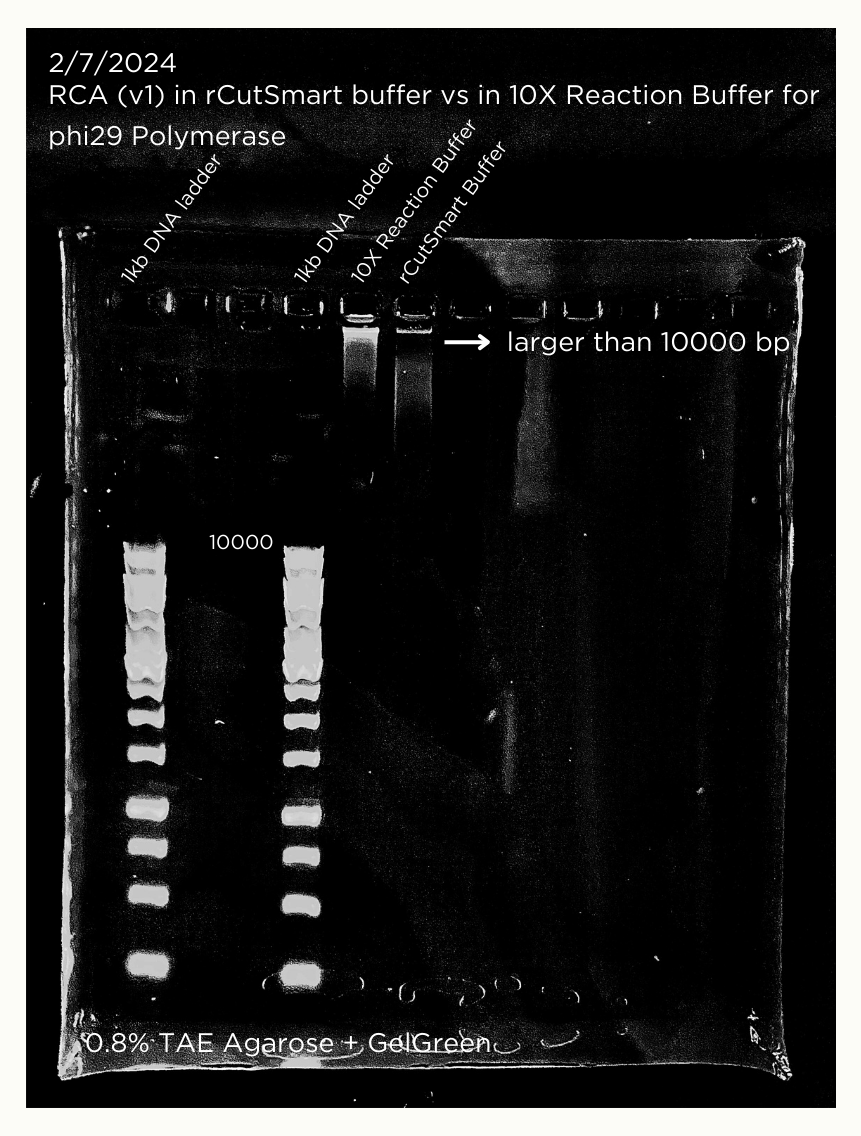 2/7/2024
RCA (v1) in rCutSmart buffer vs in 10X Reaction Buffer for
phi29 Polymerase
1kb DNA ladder
1kb DNA ladder
10X Reaction Buffer
rCutSmart Buffer
larger than 10000 bp
10000
0.8% TAE Agarose + GelGreen